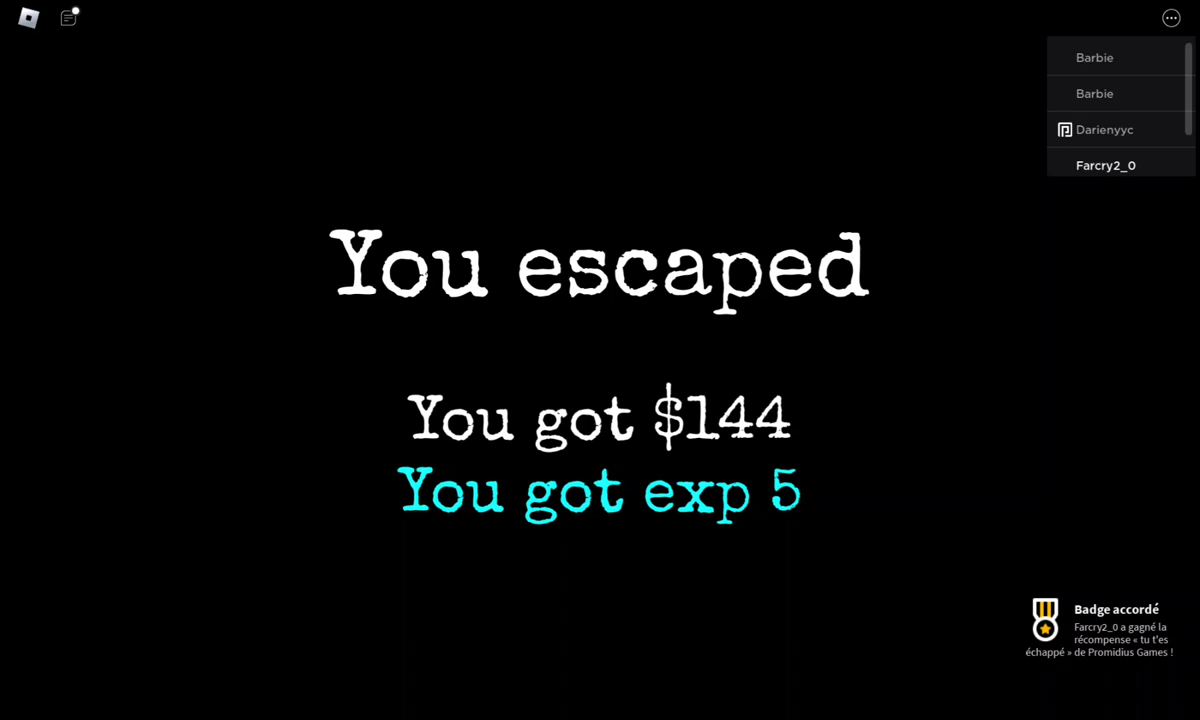 Barbie
Barbie
Darienyyc
Farcry2_0
You escaped
You got $144
You got exp 5
Badge accordé
Farcry2_0 a gagné la
récompense « tu t'es
échappé » de Promidius Games !